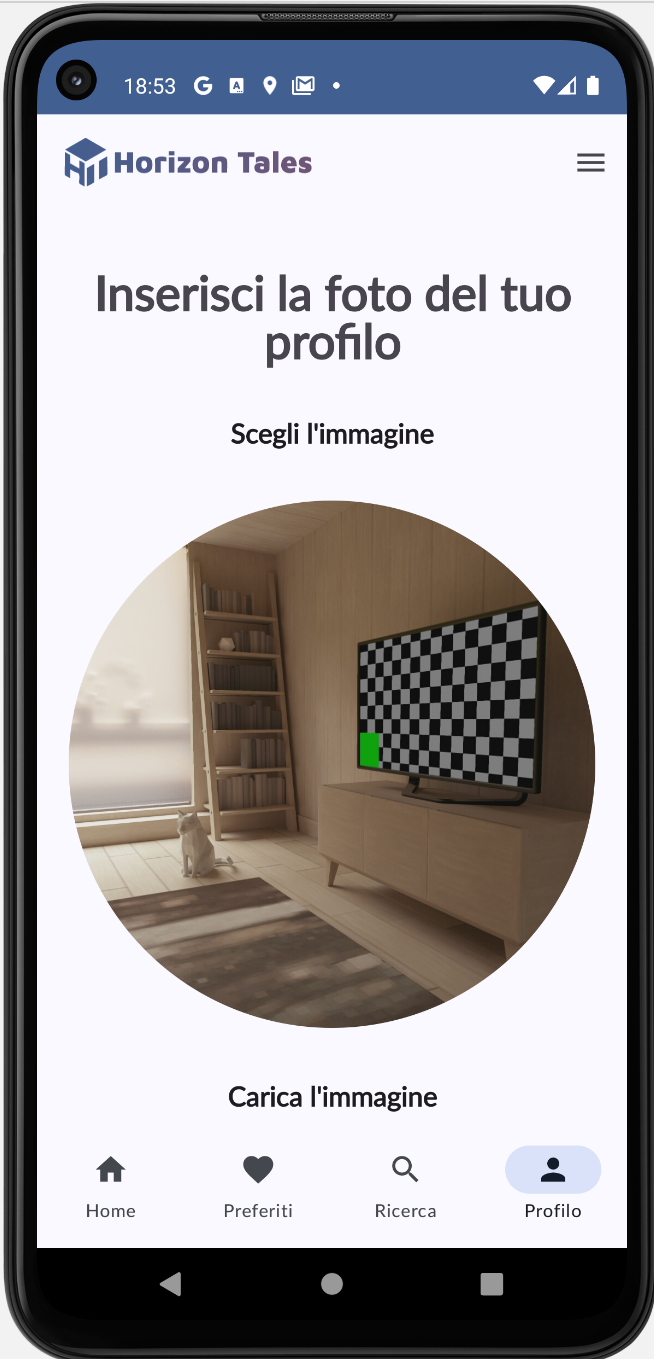 18:53
Horizon Tales
Inserisci la foto del tuo
profilo
Scegli l'immagine
Carica l'immagine
Home
Preferiti
Ricerca
Profilo